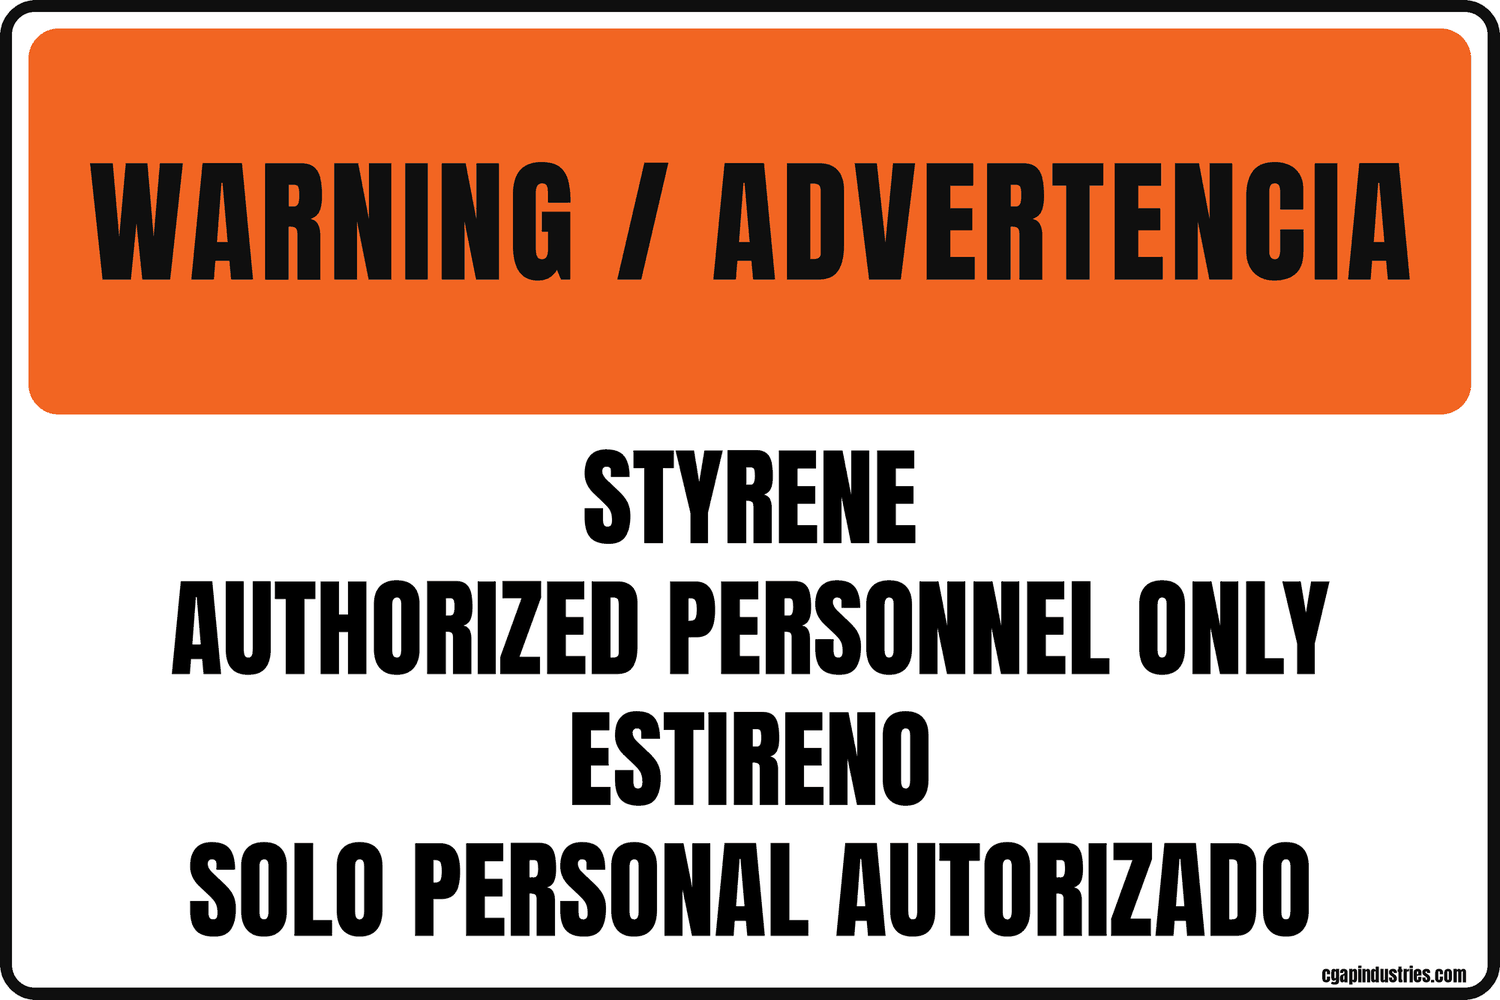 WARNING / ADVERTENCIA
STYRENE
AUTHORIZED PERSONNEL ONLY
ESTIRENO
SOLO PERSONAL AUTORIZADO
cgapindustries.com